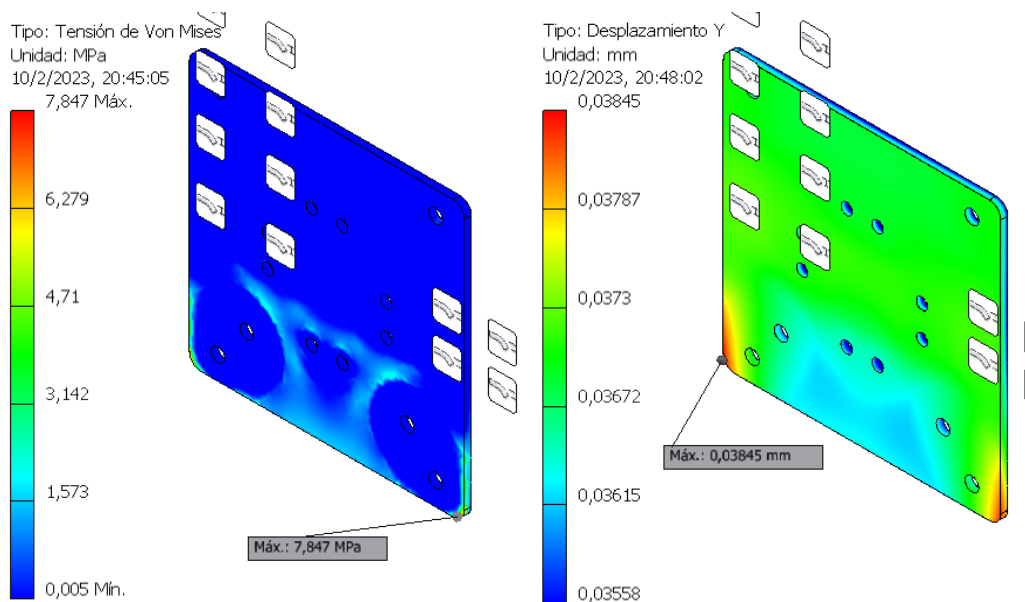 Tipo: Tensión de Von Mises
Unidad: MPa
10/2/2023, 20:45:05
7,847 Máx.
6,279
4,71
3,142
1,573
0,005 Mín.
Máx.: 7,847 MPa
Tipo: Desplazamiento Y
Unidad: mm
10/2/2023, 20:48:02
0,03845
0,03787
0,0373
0,03672
0,03615
0,03558
Máx.: 0,03845 mm